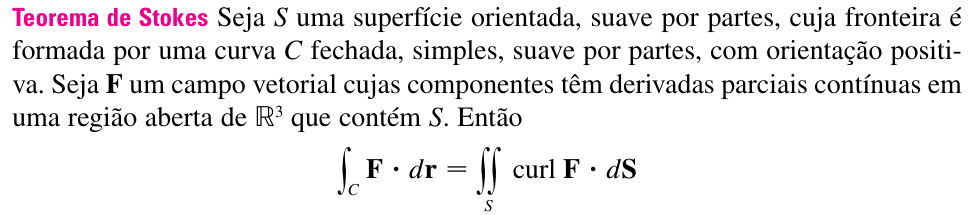 Teorema de Stokes Seja S uma superfície orientada, suave por partes, cuja fronteira é
formada por uma curva C fechada, simples, suave por partes, com orientação positi-
va. Seja F um campo vetorial cujas componentes têm derivadas parciais contínuas em
uma região aberta de ℝ³ que contém S. Então
∫_C F · dr = ∬_S curl F · dS